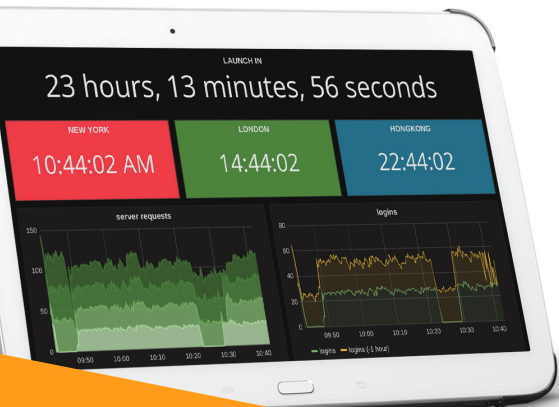 LAUNCH IN
23 hours, 13 minutes, 56 seconds
NEW YORK
LONDON
HONGKONG
10:44:02 AM
14:44:02
22:44:02
server requests
150
100
50
0
09:50 10:00 10:10 10:20 10:30 10:40
logins
80
60
40
20
0
09:50 10:00 10:10 10:20 10:30 10:40
logins logins (-1 hour)